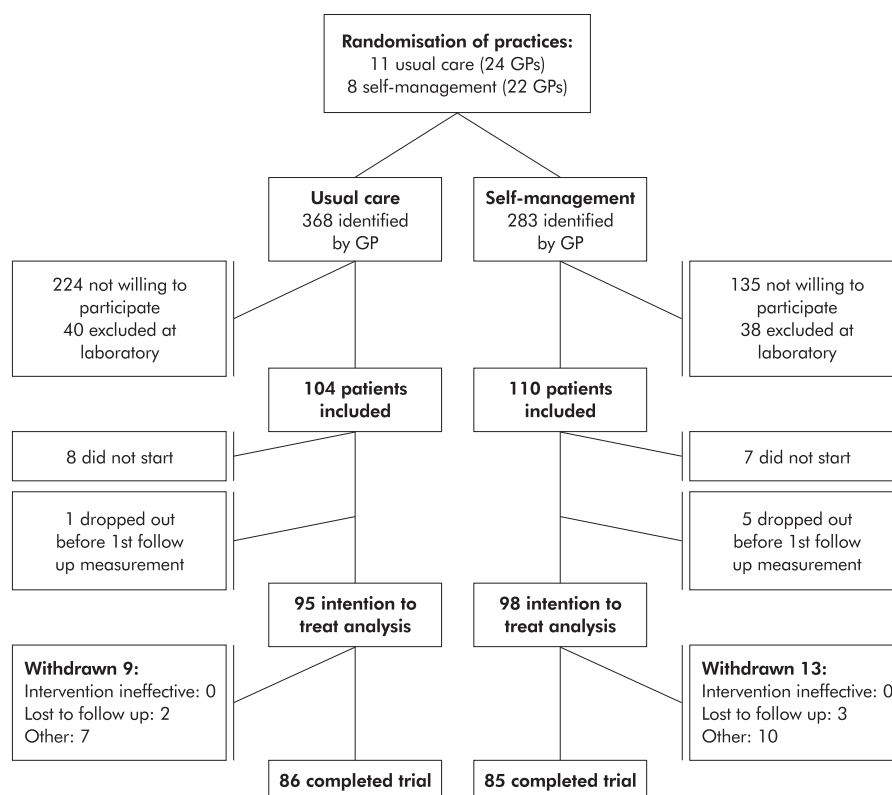 Randomisation of practices:
11 usual care (24 GPs)
8 self-management (22 GPs)
Usual care
368 identified
by GP
Self-management
283 identified
by GP
224 not willing to
participate
40 excluded at
laboratory
135 not willing to
participate
38 excluded at
laboratory
104 patients
included
110 patients
included
8 did not start
7 did not start
1 dropped out
before 1st follow
up measurement
5 dropped out
before 1st follow
up measurement
95 intention to
treat analysis
98 intention to
treat analysis
Withdrawn 9:
Intervention ineffective: 0
Lost to follow up: 2
Other: 7
Withdrawn 13:
Intervention ineffective: 0
Lost to follow up: 3
Other: 10
86 completed trial
85 completed trial